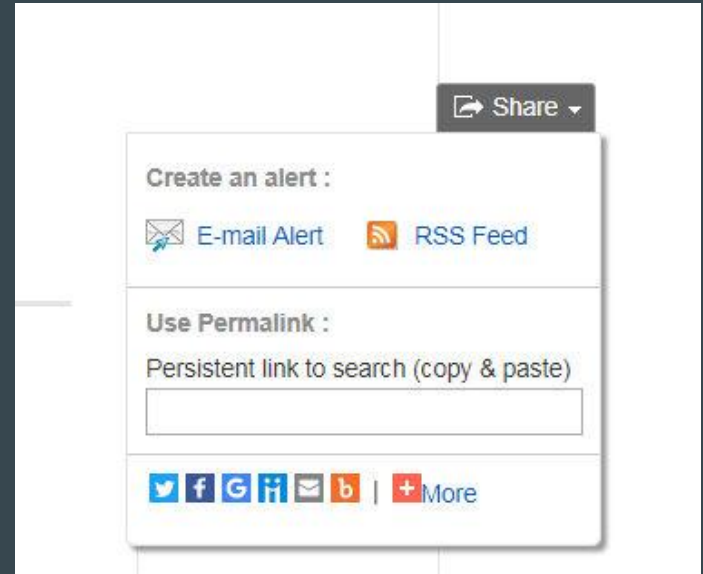 Share
Create an alert :
E-mail Alert RSS Feed
Use Permalink :
Persistent link to search (copy & paste)
| More